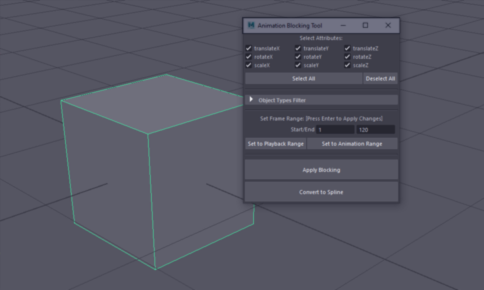 Animation Blocking Tool
Select Attributes:
translateX translateY translateZ
rotateX rotateY rotateZ
scaleX scaleY scaleZ
Select All Deselect All
Object Types Filter
Set Frame Range: [Press Enter to Apply Changes]
Start/End 1 120
Set to Playback Range Set to Animation Range
Apply Blocking
Convert to Spline